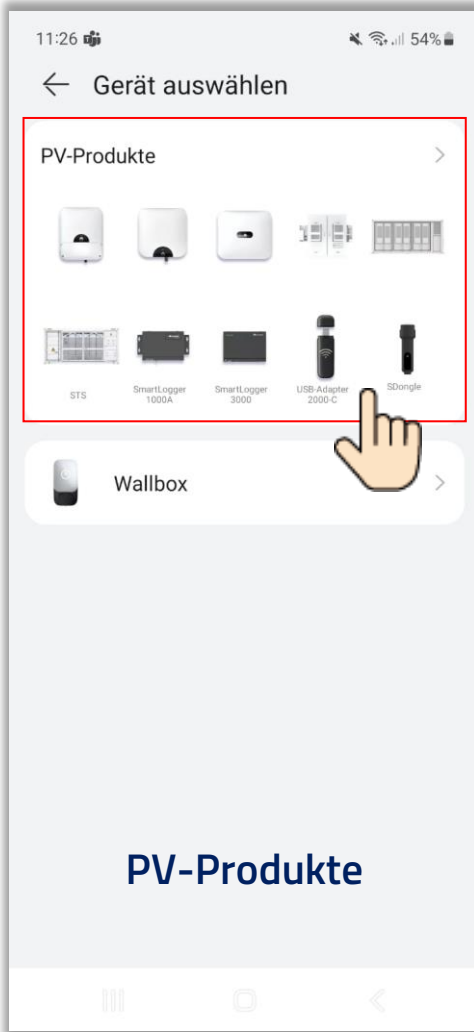 11:26
54%
Gerät auswählen
PV-Produkte
STS
SmartLogger
1000A
SmartLogger
3000
USB-Adapter
2000-C
SDongle
Wallbox
PV-Produkte